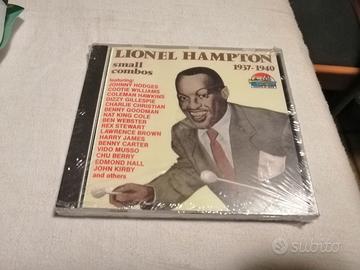 LIONEL HAMPTON
small
combos
1937-1940
featuring:
JOHNNY HODGES
COOTIE WILLIAMS
COLEMAN HAWKINS
DIZZY GILLESPIE
CHARLIE CHRISTIAN
BENNY GOODMAN
NAT KING COLE
BEN WEBSTER
REX STEWART
LAWRENCE BROWN
HARRY JAMES
BENNY CARTER
VIDO MUSSO
CHU BERRY
EDMOND HALL
JOHN KIRBY
and others
subito